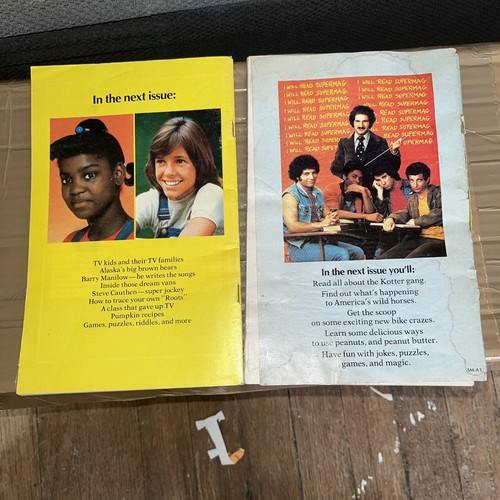 In the next issue:
TV kids and their TV families
Alaska's big brown bears
Barry Manilow—he writes the songs
Inside those dream vans
Steve Cauthen—super jockey
How to trace your own "Roots"
A class that gave up TV
Pumpkin recipes
Games, puzzles, riddles, and more
I WILL READ SUPERMAG. I WILL READ SUPERMAG.
I WILL READ SUPERMAG. I WILL READ SUPERMAG.
I WILL READ SUPERMAG.
I WILL READ SUPERMAG.
I WILL READ SUPERMAG.
I WILL READ SUPERMAG.
I WILL READ SUPERMAG.
I WILL READ SUPERMAG.
In the next issue you'll:
Read all about the Kotter gang.
Find out what's happening
to America's wild horses.
Get the scoop
on some exciting new bike crazes.
Learn some delicious ways
to use peanuts, and peanut butter.
Have fun with jokes, puzzles,
games, and magic.